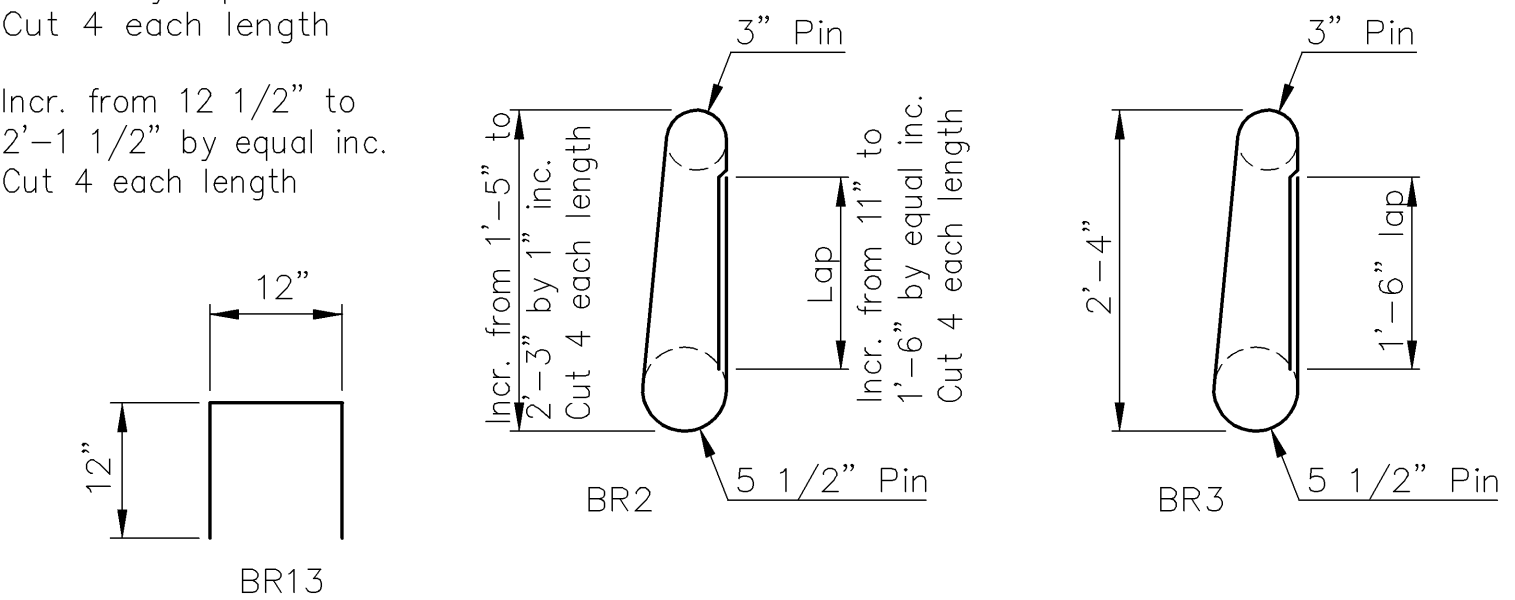 Cut 4 each length
Incr. from 12 1/2" to
2'-1 1/2" by equal inc.
Cut 4 each length
12"
12"
BR13
3" Pin
Incr. from 1'-5" to
2'-3" by 1" inc.
Cut 4 each length
Lap
Incr. from 11" to
1'-6" by equal inc.
Cut 4 each length
5 1/2" Pin
BR2
3" Pin
2'-4"
1'-6" lap
5 1/2" Pin
BR3